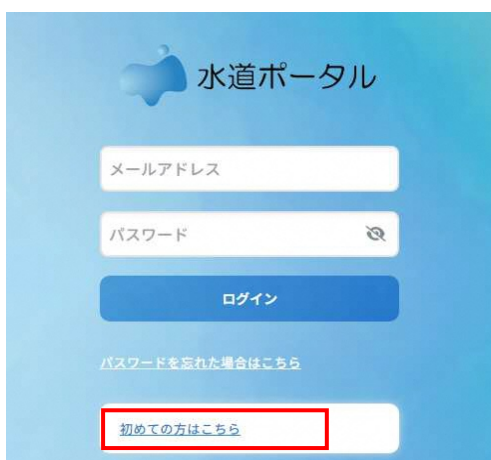 水道ポータル
メールアドレス
パスワード
ログイン
パスワードを忘れた場合はこちら
初めての方はこちら